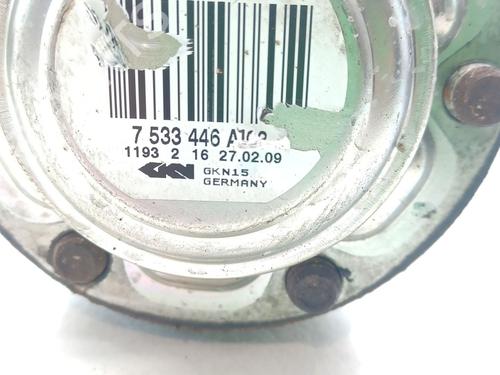 7 533 446
1193 2 16 27.02.09
GKN GKN15
GERMANY